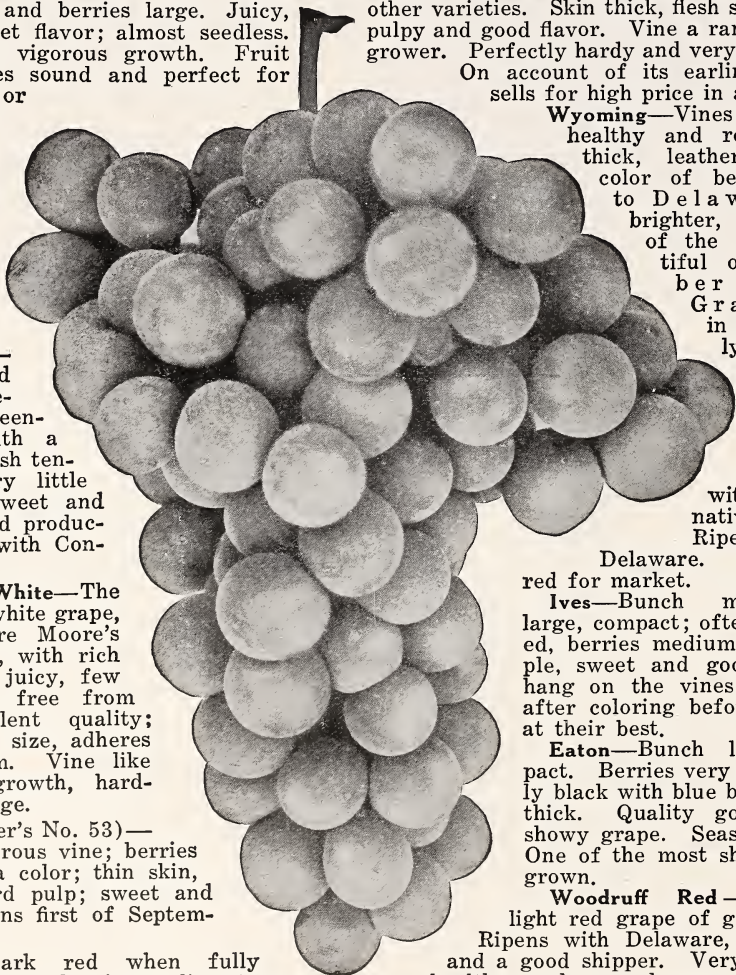 and berries large. Juicy,
et flavor; almost seedless.
vigorous growth. Fruit
es sound and perfect for
or
d
e-
een-
th a
sh ten-
ry little
weet and
d produc-
with Con-
White—The
white grape,
re Moore's
, with rich
juicy, few
free from
lent quality;
size, adheres
m. Vine like
growth, hard-
ge.
er's No. 53)—
rous vine; berries
a color; thin skin,
rd pulp; sweet and
ns first of Septem-
ark red when fully
other varieties. Skin thick, flesh s
pulpy and good flavor. Vine a ran
grower. Perfectly hardy and very
On account of its earlin
sells for high price in a
Wyoming—Vines
healthy and ro
thick, leather
color of be
to Delaw
brighter,
of the
tiful o
ber
Gra
in
ly
wit
nativ
Ripe
Delaware.
red for market.
Ives—Bunch m
large, compact; ofte
ed, berries medium
ple, sweet and goo
hang on the vines
after coloring befo
at their best.
Eaton—Bunch l
pact. Berries very
ly black with blue b
thick. Quality go
showy grape. Seas
One of the most sh
grown.
Woodruff Red—
light red grape of g
Ripens with Delaware,
and a good shipper. Very